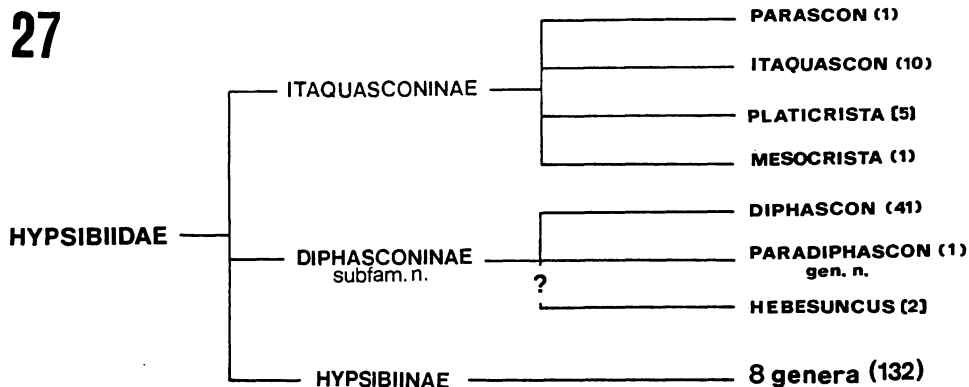 27
PARASCON (1)
ITAQUASCONINAE
ITAQUASCON (10)
PLATICRISTA [5]
MESOCRISTA (1)
HYPSIBIIDAE
DIPHASCON (41)
DIPHASCONINAE
subfam. n.
PARADIPHASCON (1)
gen. n.
?
HEBESUNCUS [2]
HYPSIBIINAE
8 genera (132)